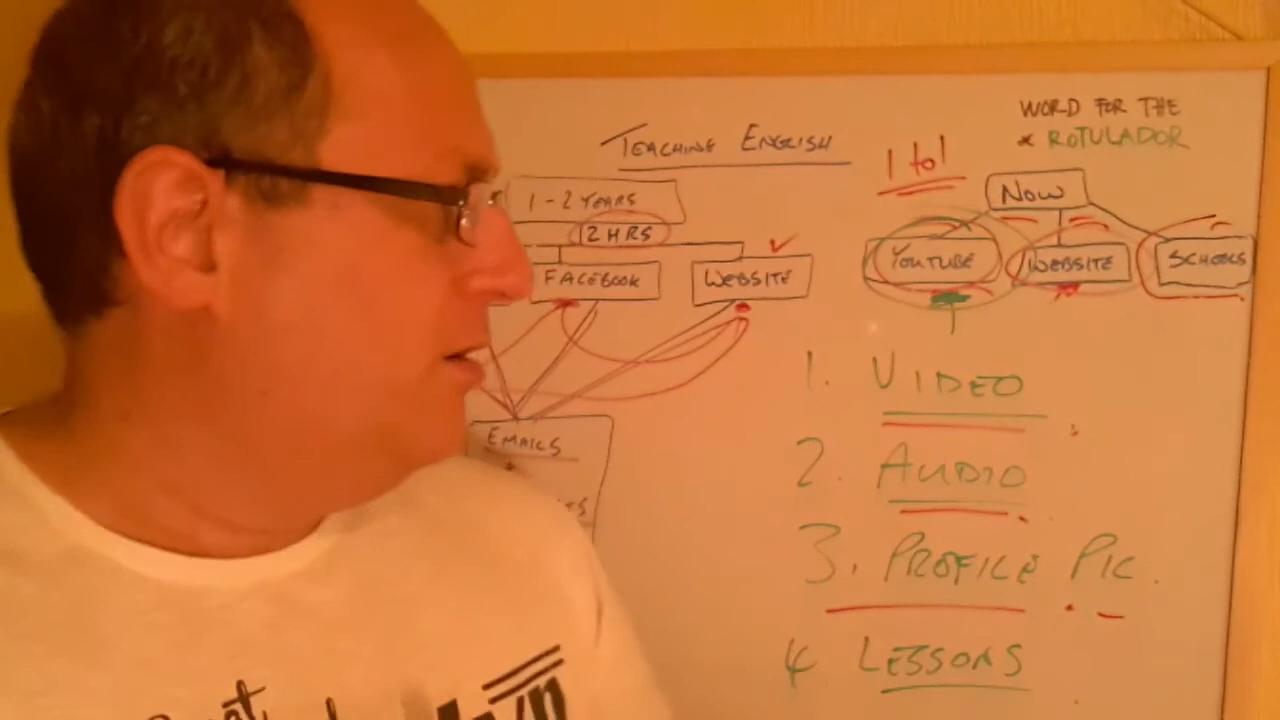 TEACHING ENGLISH
1-2 YEARS
2 HRS
FACEBOOK
WEBSITE
EMAILS
WORD FOR THE
* ROTULADOR
1 to 1
NOW
YOUTUBE
WEBSITE
SCHOOLS
1. VIDEO
2. AUDIO
3. PROFILE PIC.
4 LESSONS